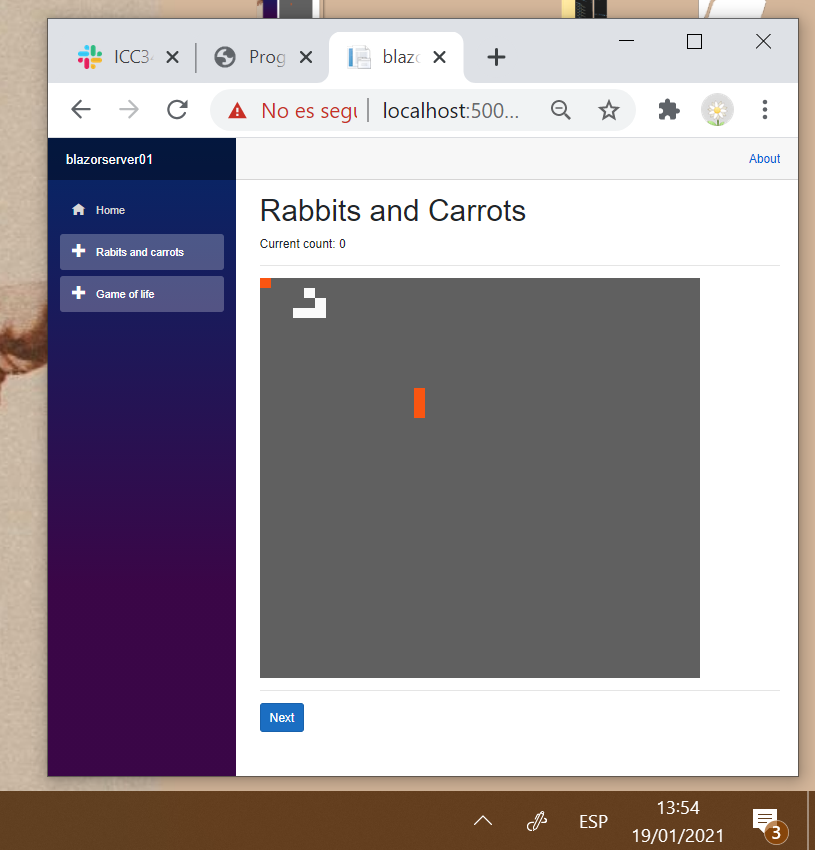 ICC3-
Prog
blazo
No es segu
localhost:500...
blazorserver01
About
Home
Rabits and carrots
Game of life
Rabbits and Carrots
Current count: 0
Next
ESP
13:54
19/01/2021
3